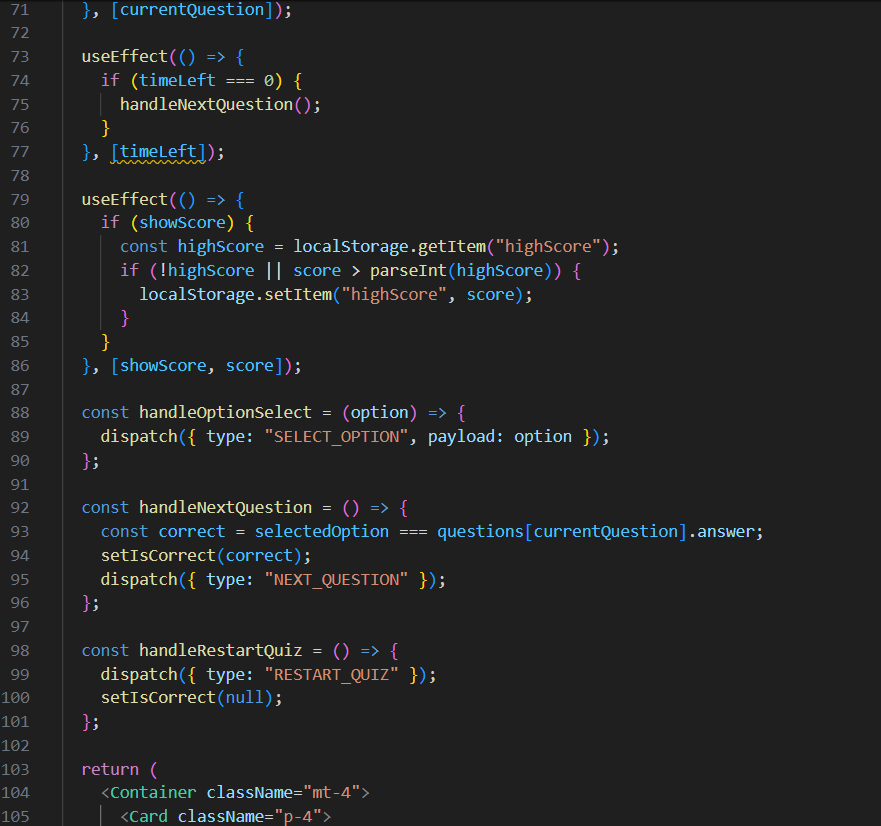 71 }, [currentQuestion]);
72
73 useEffect(() => {
74 if (timeLeft === 0) {
75 handleNextQuestion();
76 }
77 }, [timeLeft]);
78
79 useEffect(() => {
80 if (showScore) {
81 const highScore = localStorage.getItem("highScore");
82 if (!highScore || score > parseInt(highScore)) {
83 localStorage.setItem("highScore", score);
84 }
85 }
86 }, [showScore, score]);
87
88 const handleOptionSelect = (option) => {
89 dispatch({ type: "SELECT_OPTION", payload: option });
90 };
91
92 const handleNextQuestion = () => {
93 const correct = selectedOption === questions[currentQuestion].answer;
94 setIsCorrect(correct);
95 dispatch({ type: "NEXT_QUESTION" });
96 };
97
98 const handleRestartQuiz = () => {
99 dispatch({ type: "RESTART_QUIZ" });
100 setIsCorrect(null);
101 };
102
103 return (
104 <Container className="mt-4">
105 <Card className="p-4">